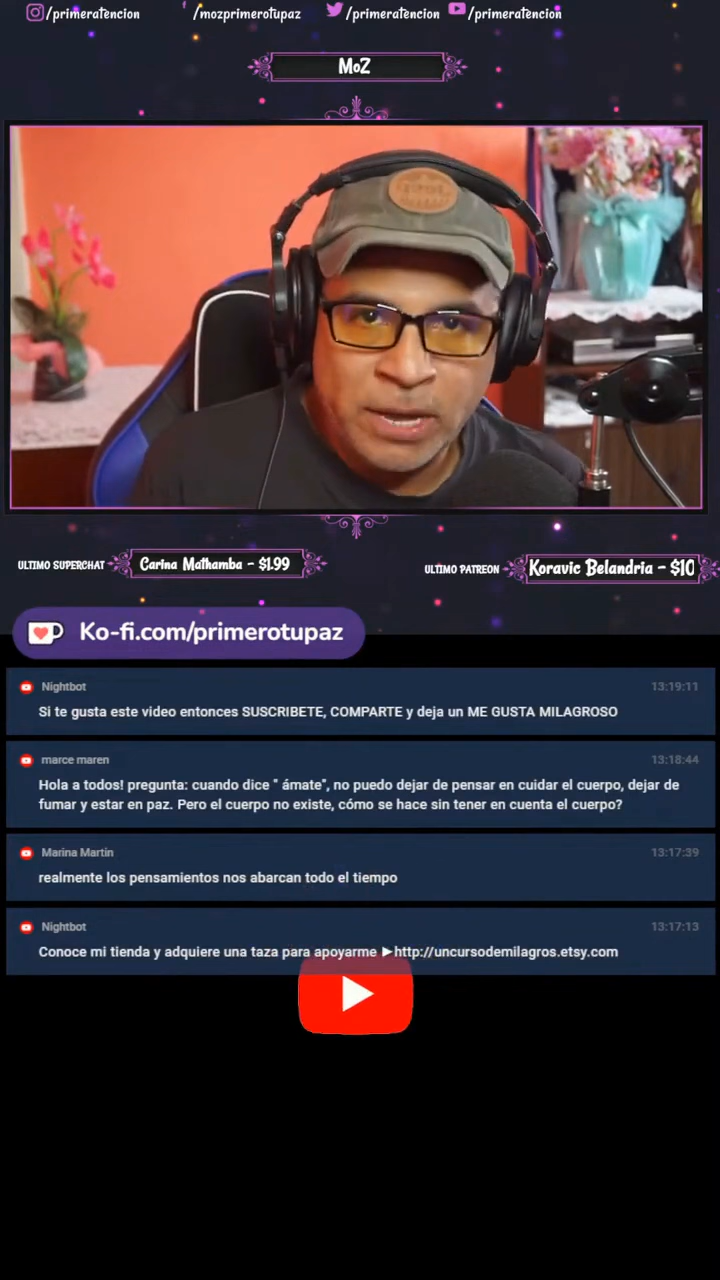 /primeratencion /mozprimerotupaz /primeratencion /primeratencion
MoZ
ULTIMO SUPERCHAT Carina Mathamba - $1.99
ULTIMO PATREON Koravic Belandria - $10
Ko-fi.com/primerotupaz
Nightbot 13:19:11
Si te gusta este video entonces SUSCRIBETE, COMPARTE y deja un ME GUSTA MILAGROSO
marce maren 13:18:44
Hola a todos! pregunta: cuando dice " ámate", no puedo dejar de pensar en cuidar el cuerpo, dejar de
fumar y estar en paz. Pero el cuerpo no existe, cómo se hace sin tener en cuenta el cuerpo?
Marina Martin 13:17:39
realmente los pensamientos nos abarcan todo el tiempo
Nightbot 13:17:13
Conoce mi tienda y adquiere una taza para apoyarme ►http://uncursodemilagros.etsy.com